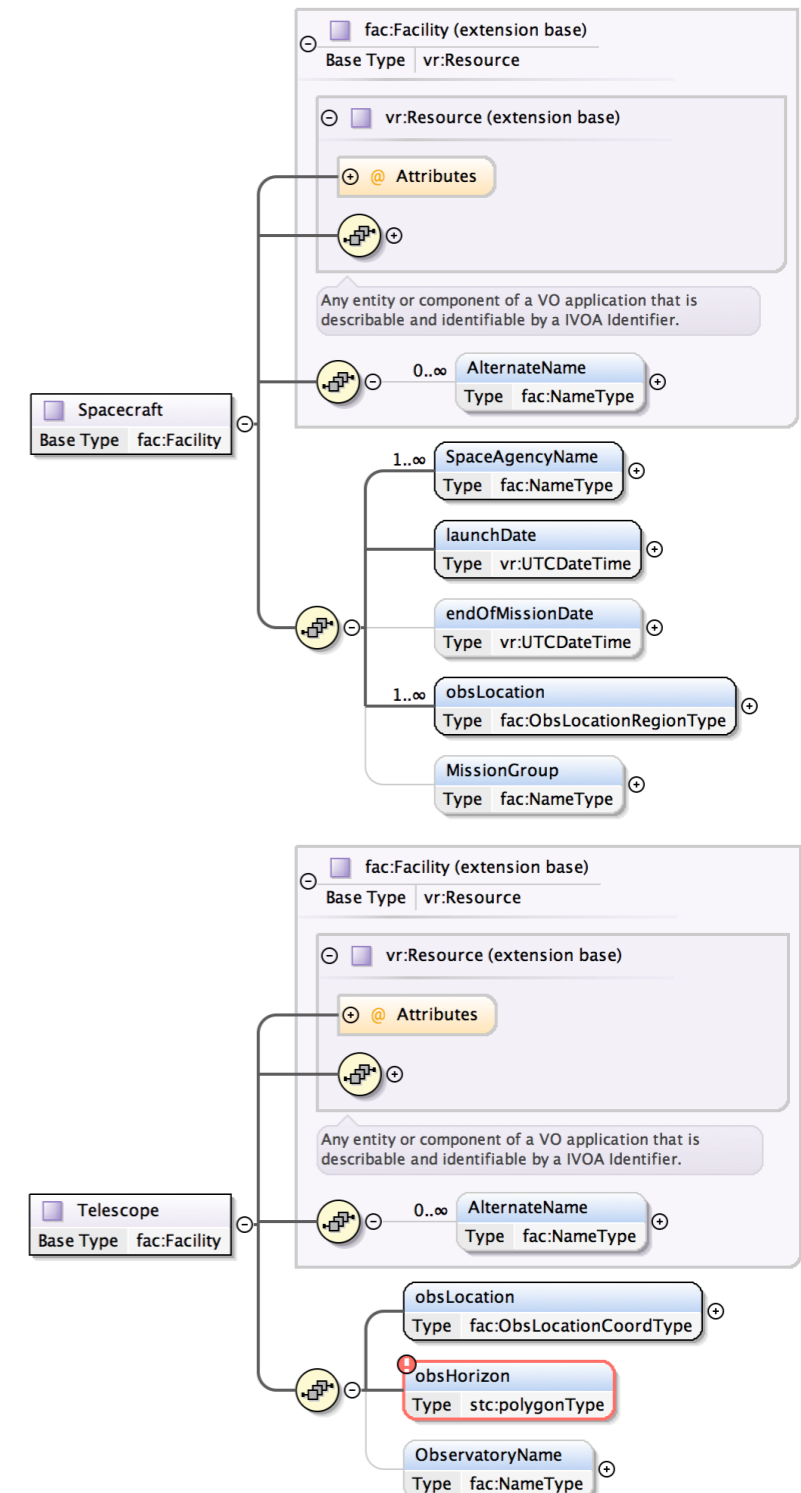 fac:Facility (extension base)
Base Type vr:Resource
vr:Resource (extension base)
@ Attributes
Any entity or component of a VO application that is
describable and identifiable by a IVOA Identifier.
0..∞ AlternateName
Type fac:NameType
Spacecraft
Base Type fac:Facility
1..∞ SpaceAgencyName
Type fac:NameType
launchDate
Type vr:UTCDateTime
endOfMissionDate
Type vr:UTCDateTime
1..∞ obsLocation
Type fac:ObsLocationRegionType
MissionGroup
Type fac:NameType
fac:Facility (extension base)
Base Type vr:Resource
vr:Resource (extension base)
@ Attributes
Any entity or component of a VO application that is
describable and identifiable by a IVOA Identifier.
0..∞ AlternateName
Type fac:NameType
Telescope
Base Type fac:Facility
obsLocation
Type fac:ObsLocationCoordType
! obsHorizon
Type stc:polygonType
ObservatoryName
Type fac:NameType